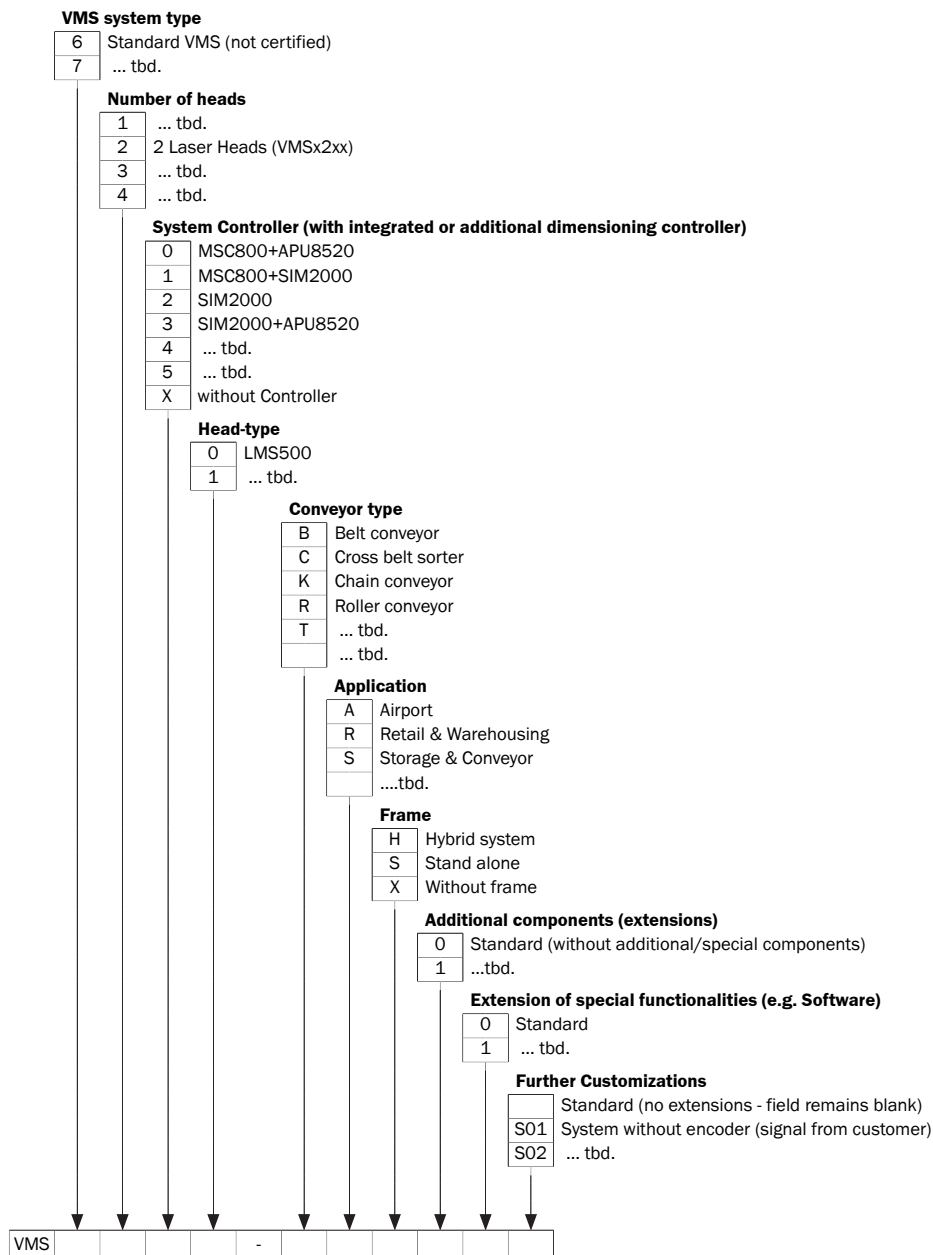 VMS system type
6 Standard VMS (not certified)
7 ... tbd.
Number of heads
1 ... tbd.
2 2 Laser Heads (VMSx2xx)
3 ... tbd.
4 ... tbd.
System Controller (with integrated or additional dimensioning controller)
0 MSC800+APU8520
1 MSC800+SIM2000
2 SIM2000
3 SIM2000+APU8520
4 ... tbd.
5 ... tbd.
X without Controller
Head-type
0 LMS500
1 ... tbd.
Conveyor type
B Belt conveyor
C Cross belt sorter
K Chain conveyor
R Roller conveyor
T ... tbd.
... tbd.
Application
A Airport
R Retail & Warehousing
S Storage & Conveyor
....tbd.
Frame
H Hybrid system
S Stand alone
X Without frame
Additional components (extensions)
0 Standard (without additional/special components)
1 ...tbd.
Extension of special functionalities (e.g. Software)
0 Standard
1 ... tbd.
Further Customizations
Standard (no extensions - field remains blank)
S01 System without encoder (signal from customer)
S02 ... tbd.
VMS -